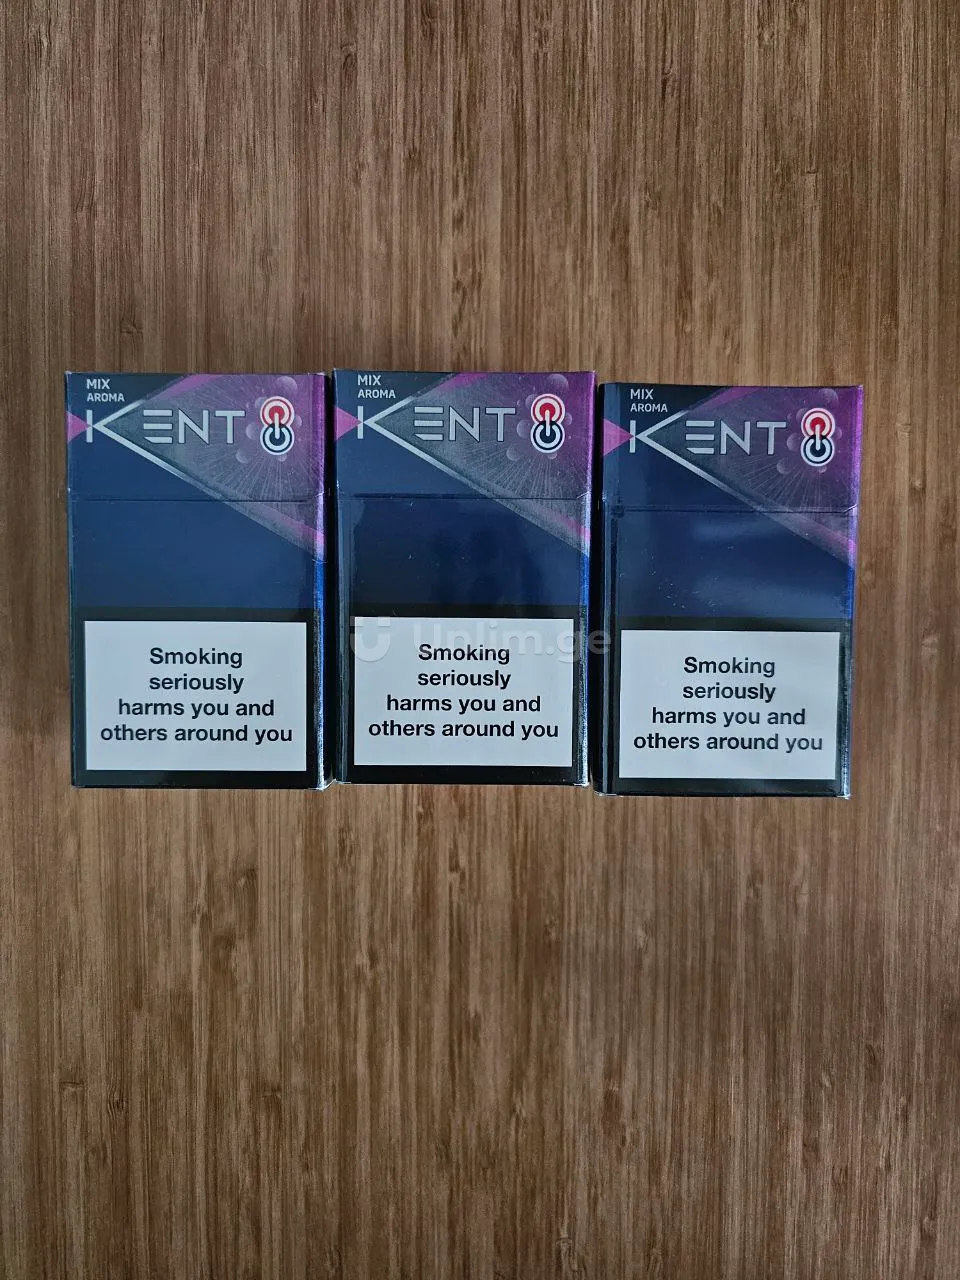 MIX
AROMA
KENT
Smoking
seriously
harms you and
others around you
MIX
AROMA
KENT
Smoking
seriously
harms you and
others around you
MIX
AROMA
KENT
Smoking
seriously
harms you and
others around you
Unlim.ge